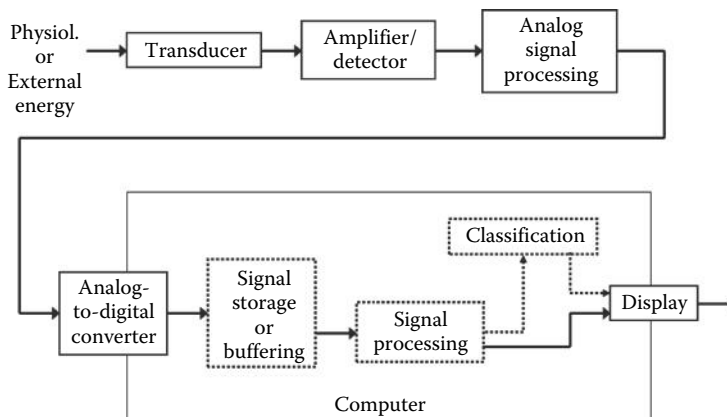 Physiol.
or
External
energy
Transducer
Amplifier/
detector
Analog
signal
processing
Classification
Analog-
to-digital
converter
Signal
storage
or
buffering
Signal
processing
Display
Computer